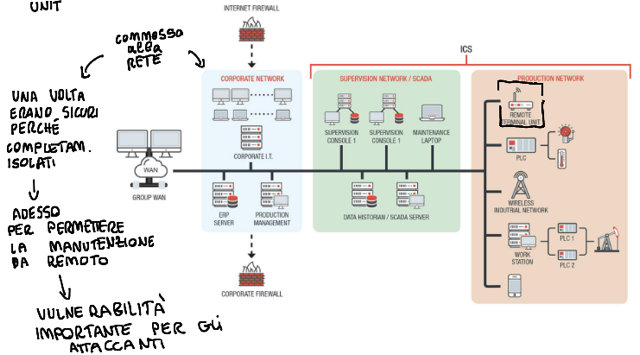 UNIT
INTERNET FIREWALL
COMMESSO
alla
RETE
ICS
CORPORATE NETWORK
SUPERVISION NETWORK / SCADA
PRODUCTION NETWORK
UNA VOLTA
ERANO SICURI
PERCHÉ
COMPLETAM.
ISOLATI
WAN
GROUP WAN
CORPORATE I.T.
SUPERVISION
CONSOLE 1
SUPERVISION
CONSOLE 1
MAINTENANCE
LAPTOP
REMOTE
TERMINAL UNIT
PLC
ERP
SERVER
PRODUCTION
MANAGEMENT
DATA HISTORIAN / SCADA SERVER
WIRELESS
INDUTRIAL NETWORK
WORK
STATION
PLC 1
PLC 2
ADESSO
PER PERMETTERE
LA MANUTENZIONE
DA REMOTO
CORPORATE FIREWALL
VULNERABILITÀ
IMPORTANTE PER GLI
ATTACCANTI